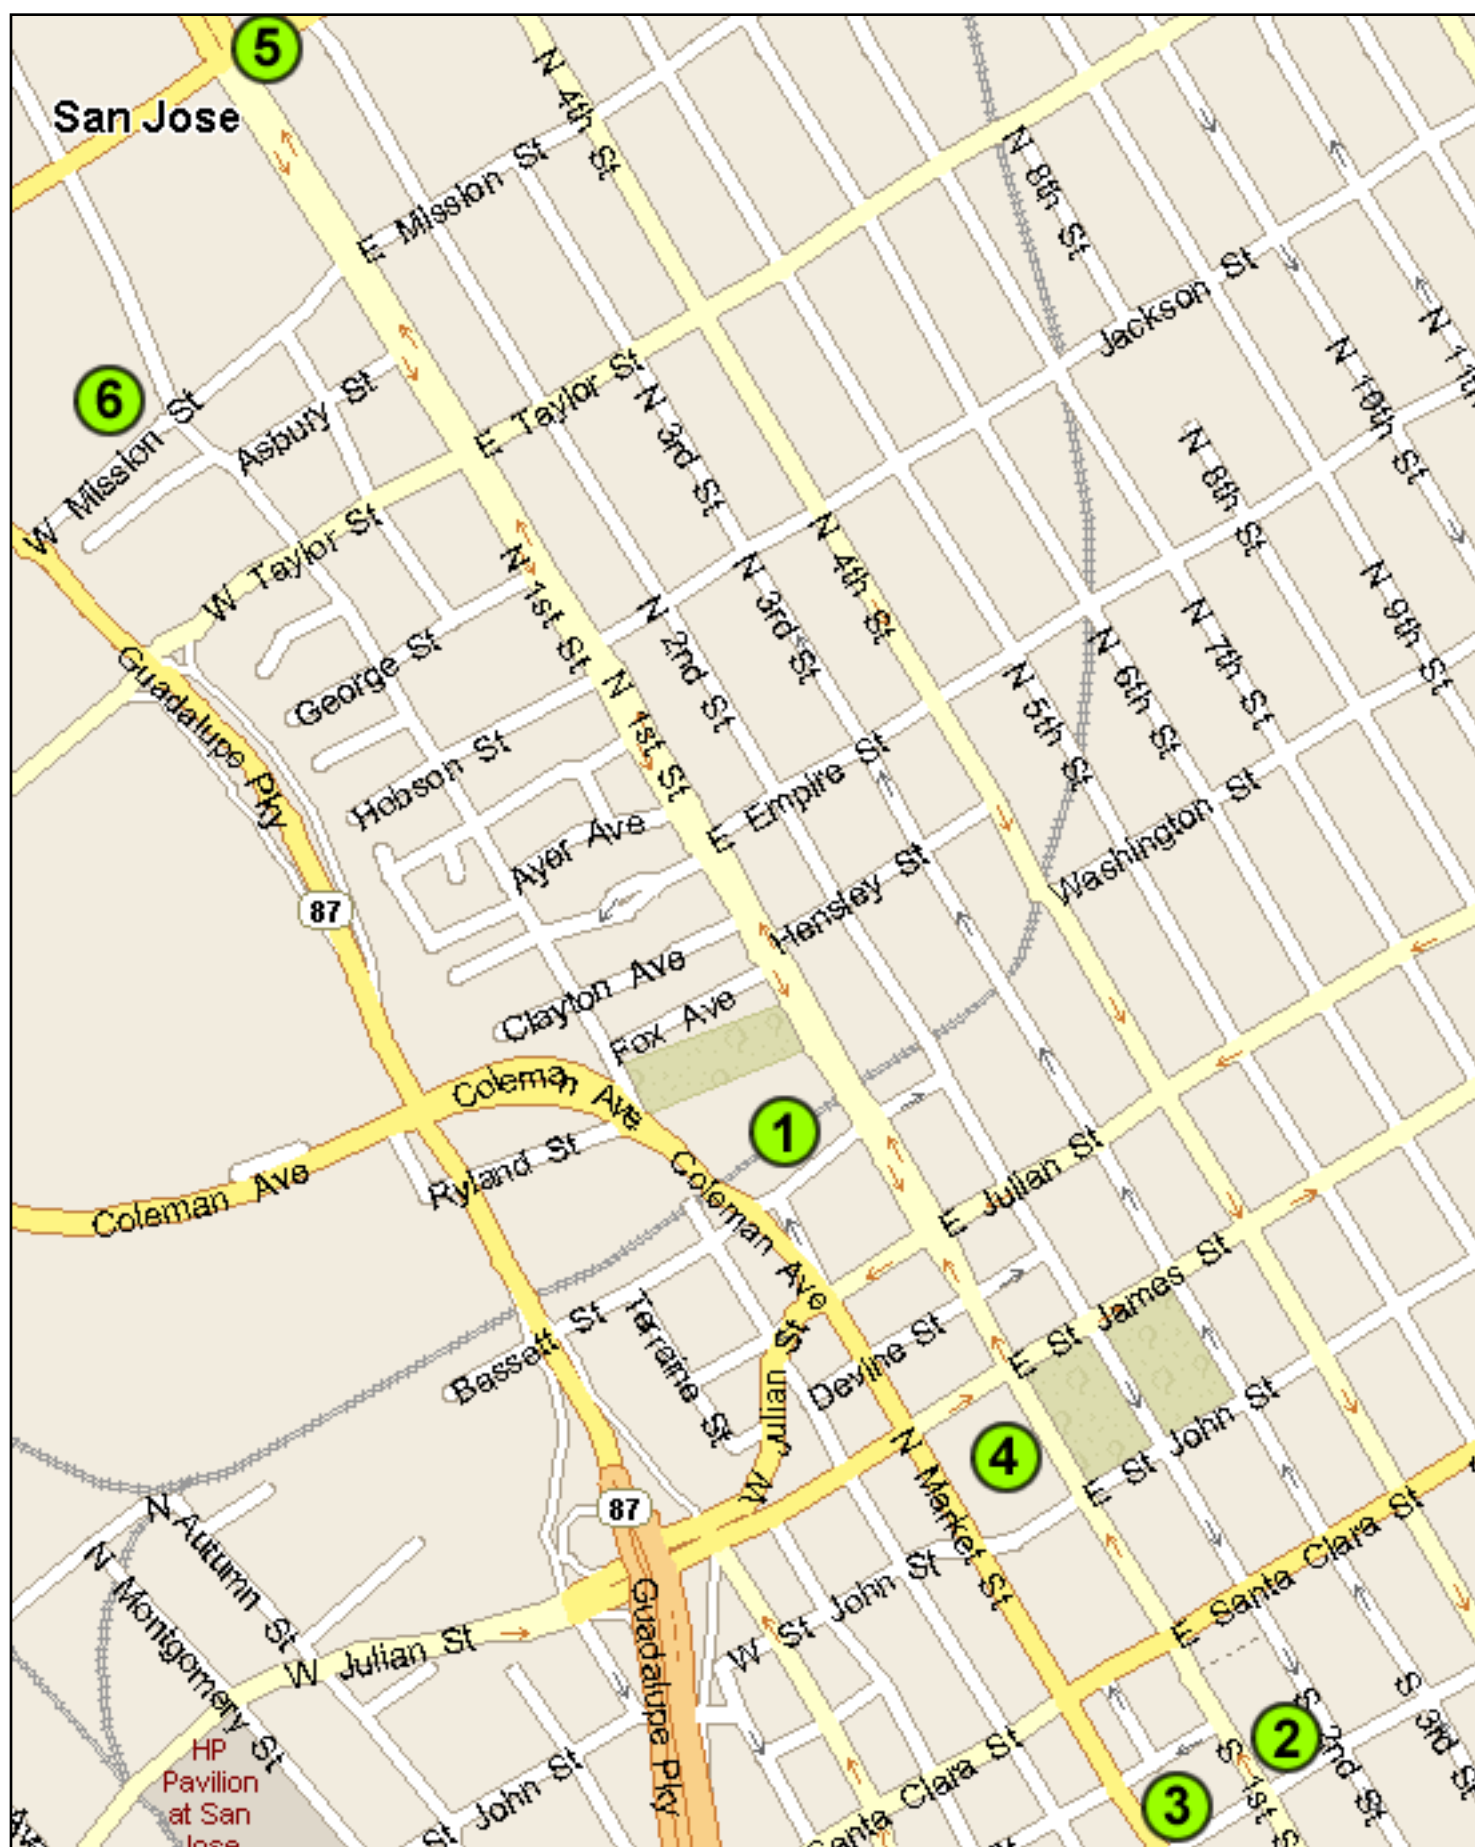 5
San Jose
N 4th St
E Mission St
N 8th St
Jackson St
6
W Mission St
Asbury St
E Taylor St
N 3rd St
N 10th St
W Taylor St
N 1st St
N 4th St
N 8th St
N 3rd St
N 2nd St
N 9th St
N 7th St
N 6th St
N 5th St
George St
Guadalupe Pky
N 1st St
Hobson St
E Empire St
Washington St
Ayer Ave
Hensley St
87
Clayton Ave
Fox Ave
Coleman Ave
1
Ryland St
Coleman Ave
Coleman Ave
E Julian St
E St James St
Bassett St
Terraine St
W Julian St
Devine St
E St John St
4
N Market St
87
N Autumn St
N Montgomery St
W Julian St
Guadalupe Pky
W St John St
E Santa Clara St
HP
Pavilion
at San
Jose
St John St
Santa Clara St
2
3
S 1st S
S 2nd St
S 3rd St